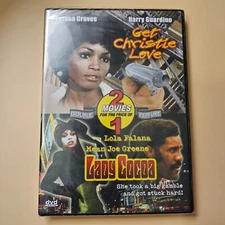 Teresa Graves
Harry Guardino
Get
Christie
Love
2
MOVIES
FOR THE PRICE OF
1
Lola Falana
Mean Joe Greene
Lady Cocoa
She took a big gamble
and got stuck hard!
dvd